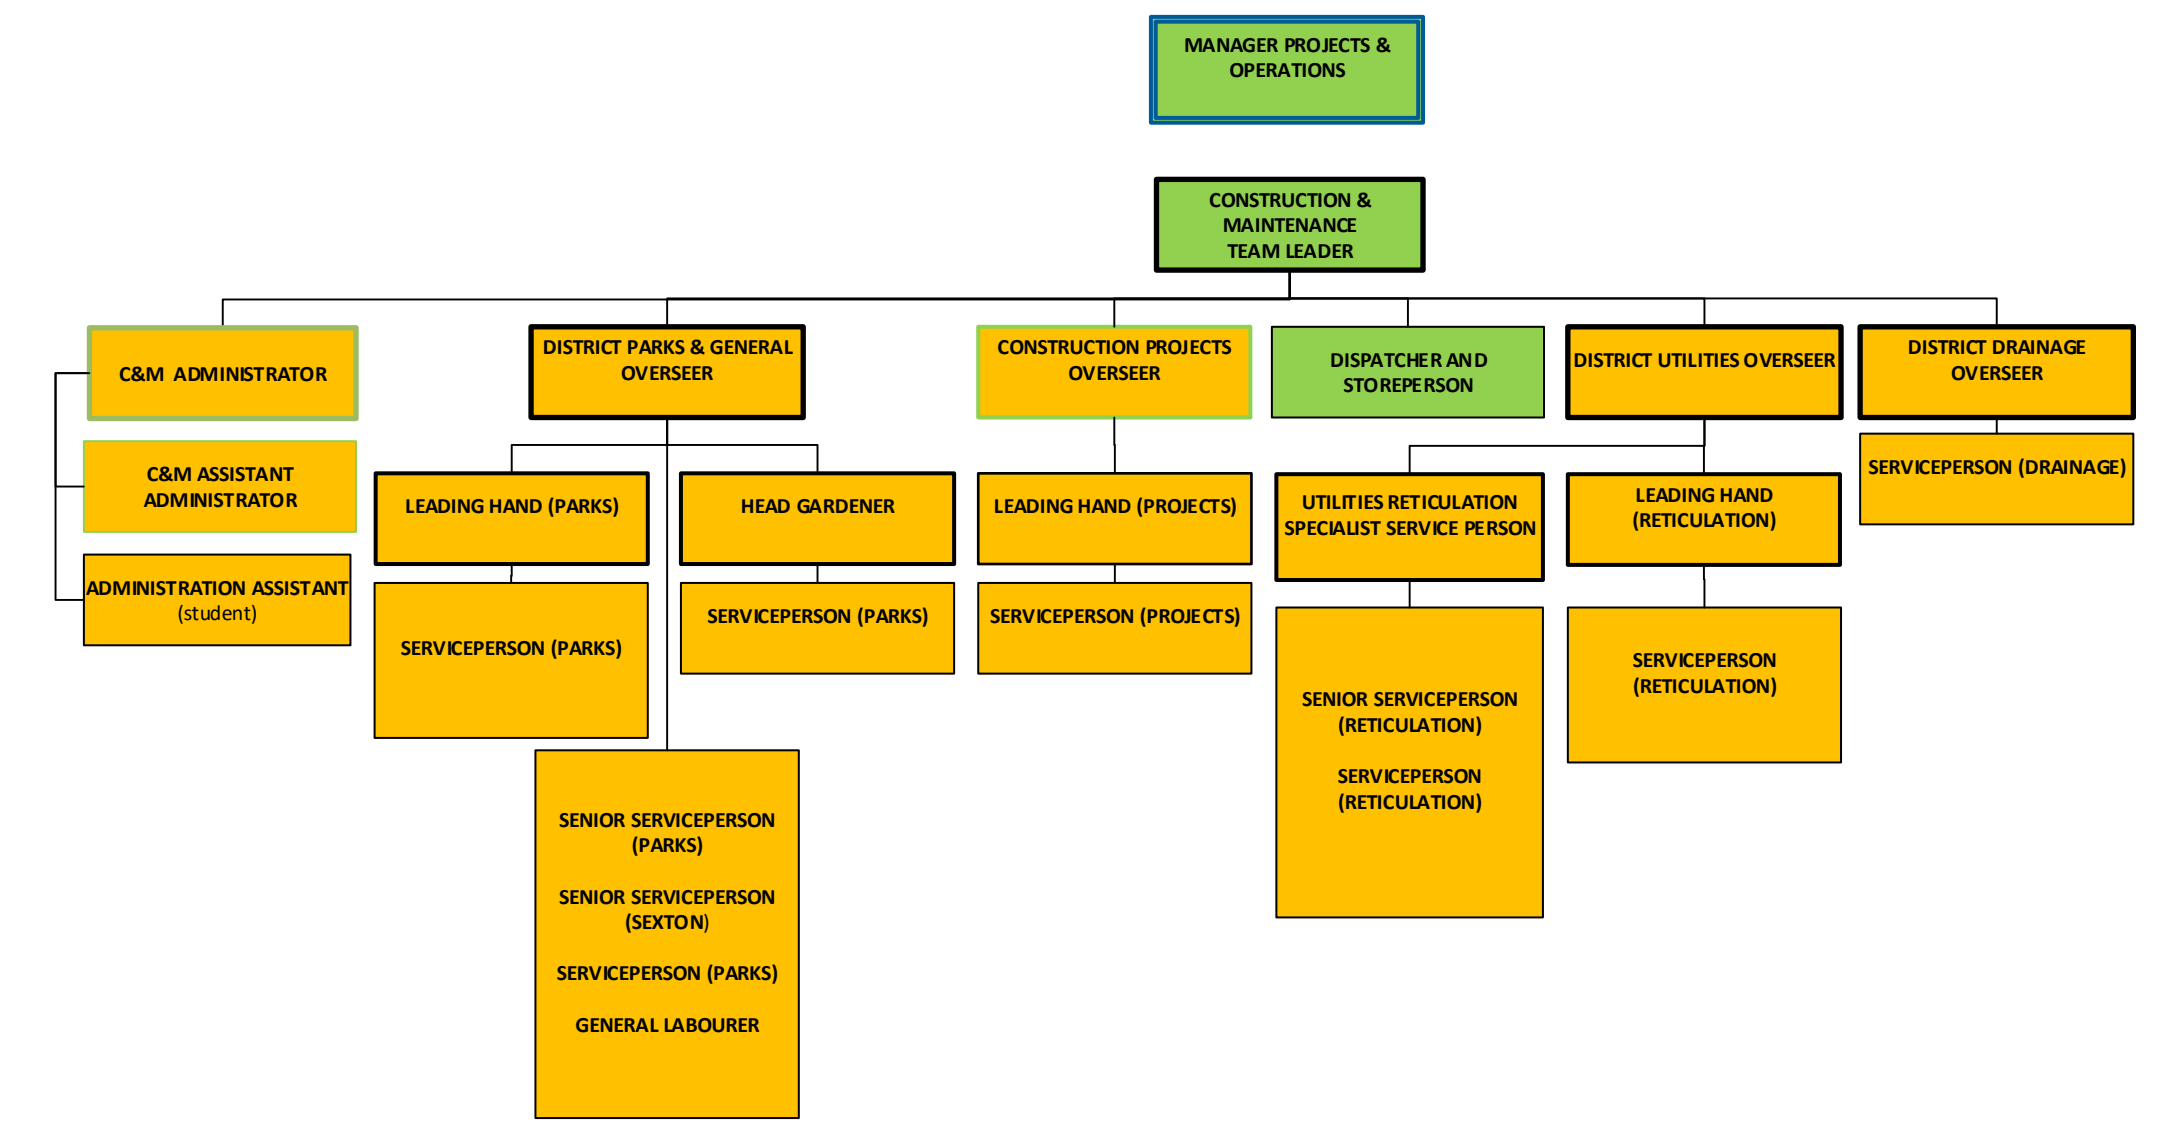 MANAGER PROJECTS &
OPERATIONS
CONSTRUCTION &
MAINTENANCE
TEAM LEADER
C&M ADMINISTRATOR
DISTRICT PARKS & GENERAL
OVERSEER
CONSTRUCTION PROJECTS
OVERSEER
DISPATCHER AND
STOREPERSON
DISTRICT UTILITIES OVERSEER
DISTRICT DRAINAGE
OVERSEER
C&M ASSISTANT
ADMINISTRATOR
ADMINISTRATION ASSISTANT
(student)
LEADING HAND (PARKS)
HEAD GARDENER
LEADING HAND (PROJECTS)
UTILITIES RETICULATION
SPECIALIST SERVICE PERSON
LEADING HAND
(RETICULATION)
SERVICEPERSON (DRAINAGE)
SERVICEPERSON (PARKS)
SERVICEPERSON (PARKS)
SERVICEPERSON (PROJECTS)
SENIOR SERVICEPERSON
(RETICULATION)
SERVICEPERSON
(RETICULATION)
SERVICEPERSON
(RETICULATION)
SENIOR SERVICEPERSON
(PARKS)
SENIOR SERVICEPERSON
(SEXTON)
SERVICEPERSON (PARKS)
GENERAL LABOURER